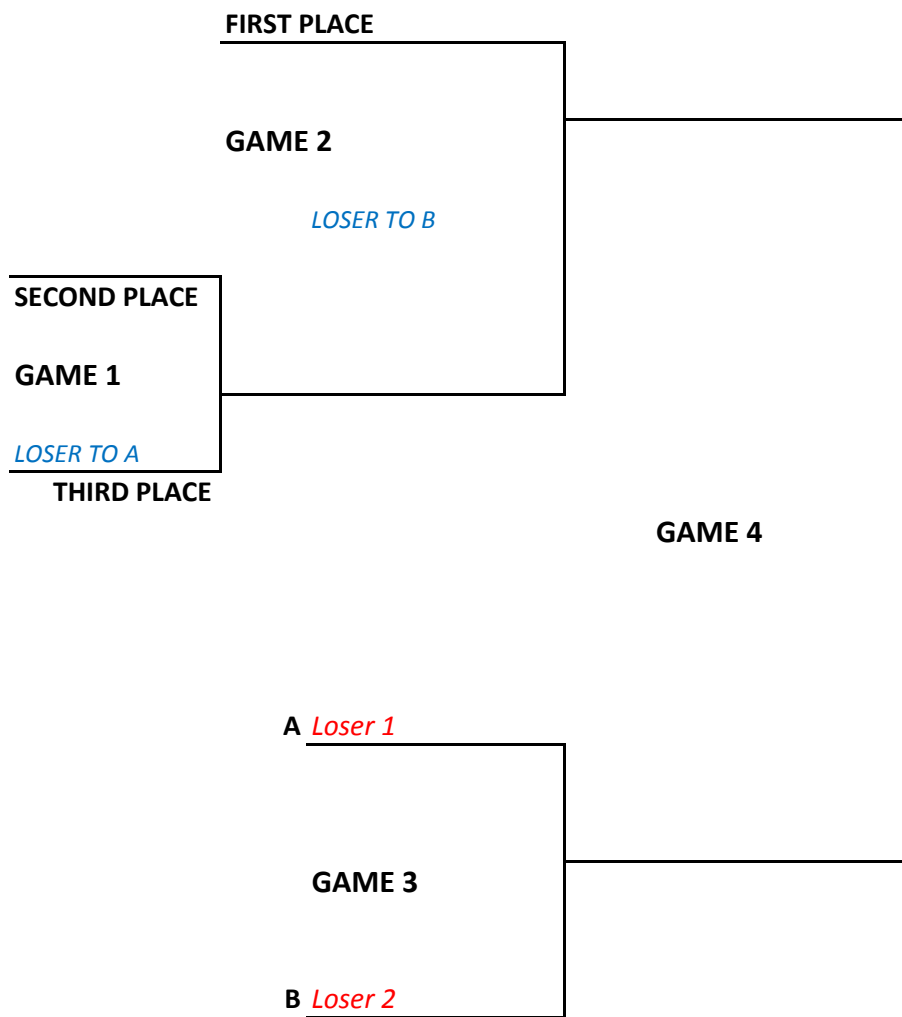 FIRST PLACE
GAME 2
LOSER TO B
SECOND PLACE
GAME 1
LOSER TO A
THIRD PLACE
GAME 4
A Loser 1
GAME 3
B Loser 2